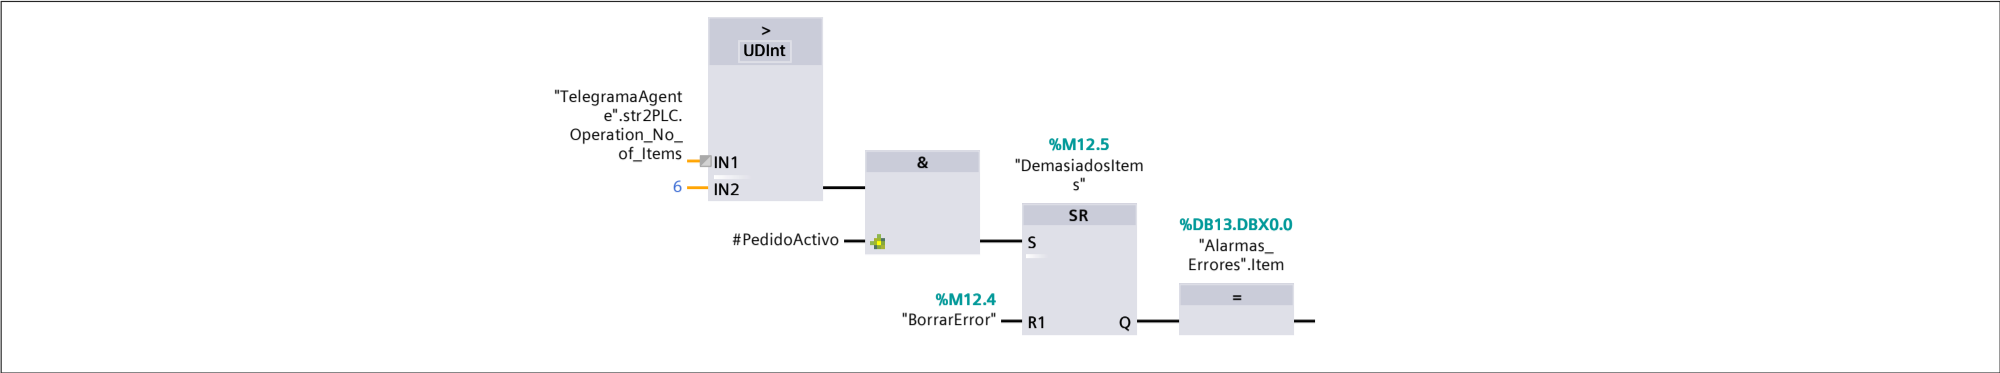 >
UDInt
"TelegramaAgent
e".str2PLC.
Operation_No_
of_Items
IN1
6
IN2
&
#PedidoActivo
%M12.5
"DemasiadosItem
s"
SR
S
%M12.4
"BorrarError"
R1
Q
%DB13.DBX0.0
"Alarmas_
Errores".Item
=